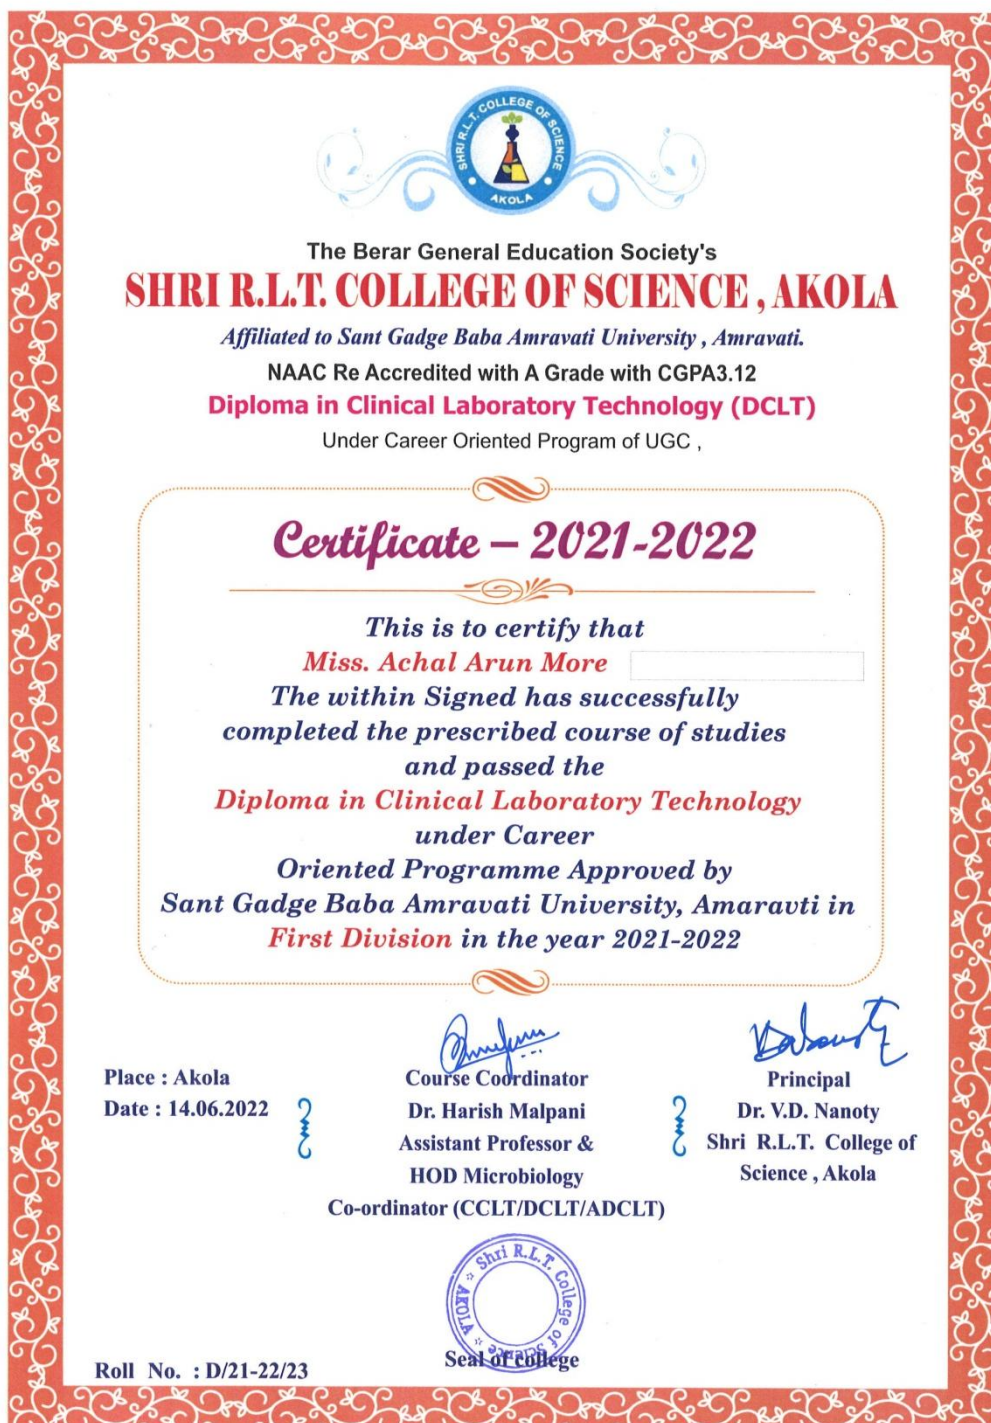 SHRI R.L.T. COLLEGE OF SCIENCE
AKOLA
The Berar General Education Society's
SHRI R.L.T. COLLEGE OF SCIENCE , AKOLA
Affiliated to Sant Gadge Baba Amravati University , Amravati.
NAAC Re Accredited with A Grade with CGPA3.12
Diploma in Clinical Laboratory Technology (DCLT)
Under Career Oriented Program of UGC ,
Certificate – 2021-2022
This is to certify that
Miss. Achal Arun More
The within Signed has successfully
completed the prescribed course of studies
and passed the
Diploma in Clinical Laboratory Technology
under Career
Oriented Programme Approved by
Sant Gadge Baba Amravati University, Amaravti in
First Division in the year 2021-2022
Place : Akola
Date : 14.06.2022
Course Coordinator
Dr. Harish Malpani
Assistant Professor &
HOD Microbiology
Co-ordinator (CCLT/DCLT/ADCLT)
Principal
Dr. V.D. Nanoty
Shri R.L.T. College of
Science , Akola
Shri R.L.T. College of Science
AKOLA
Seal of college
Roll No. : D/21-22/23